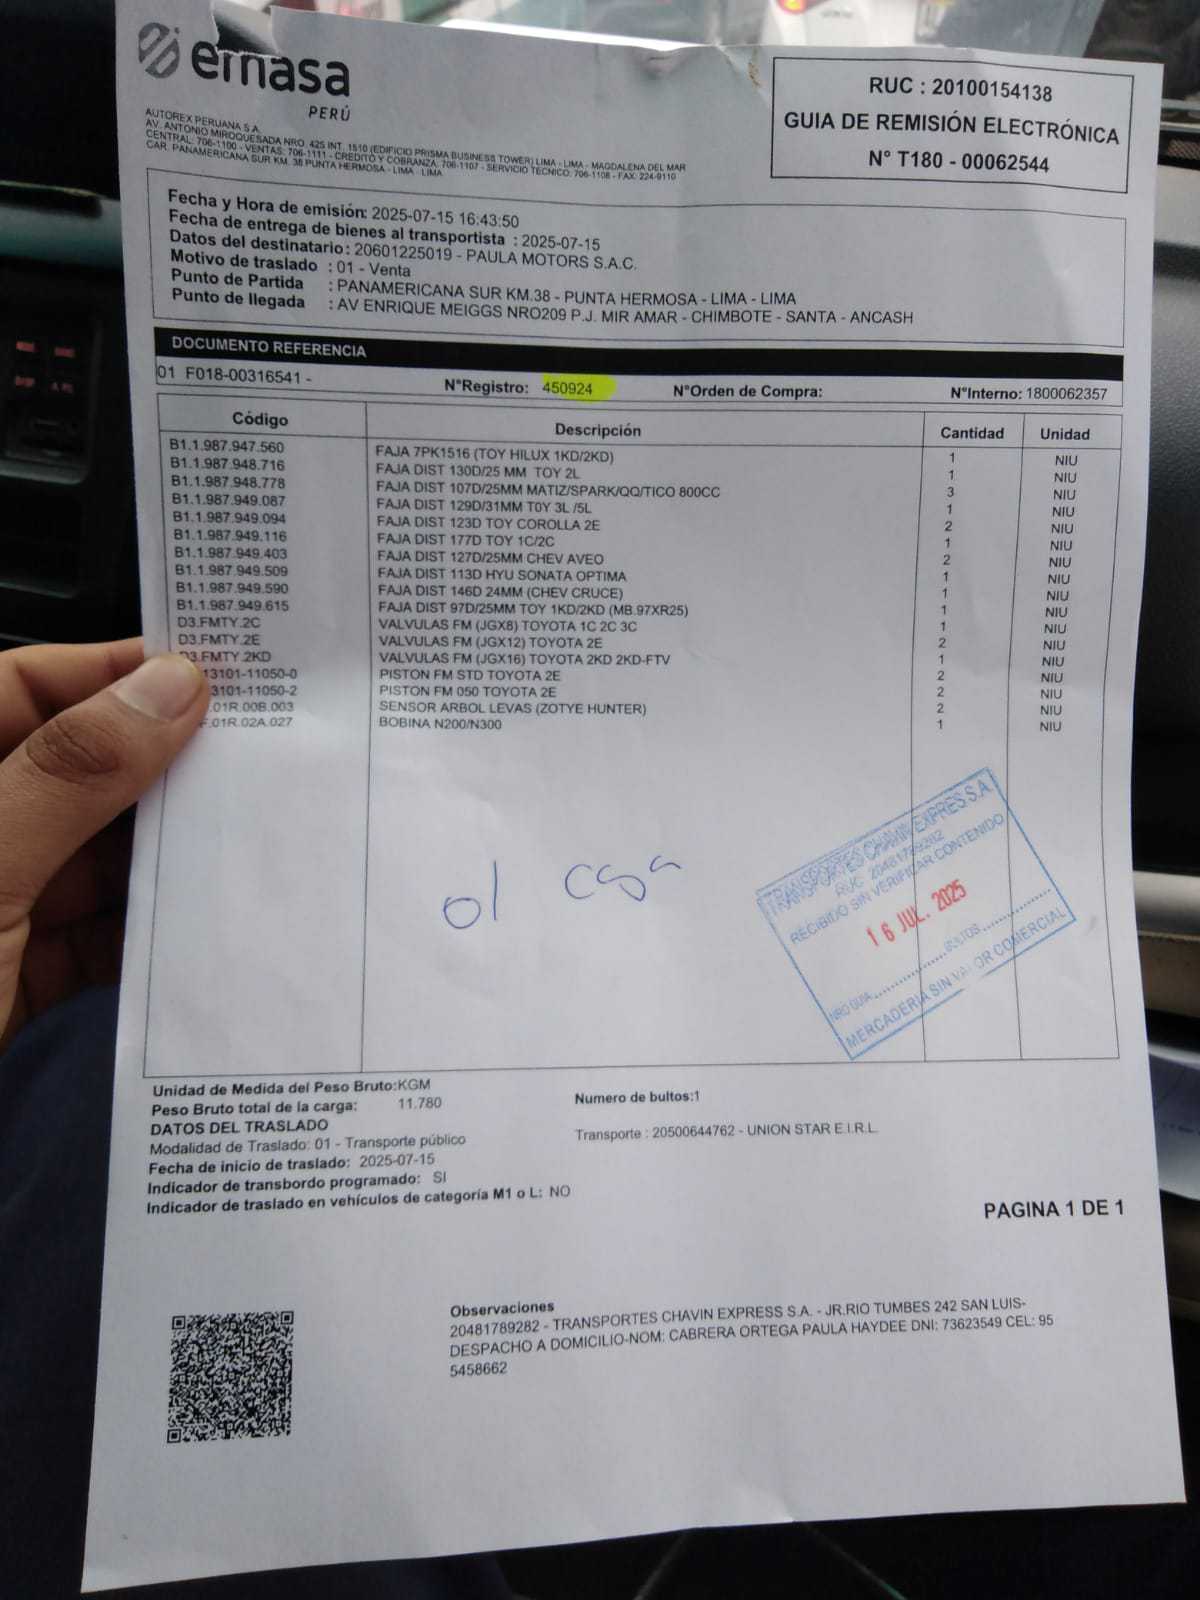 emasa
PERÚ
AUTOREX PERUANA S.A.
AV. ANTONIO MIROQUESADA NRO. 425 INT. 1510 (EDIFICIO PRISMA BUSINESS TOWER) LIMA - LIMA - MAGDALENA DEL MAR
CENTRAL: 706-1100 - VENTAS: 706-1111 - CREDITO Y COBRANZA: 706-1107 - SERVICIO TECNICO: 706-1108 - FAX: 224-9110
CAR. PANAMERICANA SUR KM. 38 PUNTA HERMOSA - LIMA - LIMA
RUC : 20100154138
GUIA DE REMISIÓN ELECTRÓNICA
N° T180 - 00062544
Fecha y Hora de emisión: 2025-07-15 16:43:50
Fecha de entrega de bienes al transportista : 2025-07-15
Datos del destinatario : 20601225019 - PAULA MOTORS S.A.C.
Motivo de traslado : 01 - Venta
Punto de Partida : PANAMERICANA SUR KM.38 - PUNTA HERMOSA - LIMA - LIMA
Punto de llegada : AV ENRIQUE MEIGGS NRO209 P.J. MIR AMAR - CHIMBOTE - SANTA - ANCASH
DOCUMENTO REFERENCIA
01 F018-00316541 - N°Registro: 450924 N°Orden de Compra: N°Interno: 1800062357
Código Descripción Cantidad Unidad
B1.1.987.947.560 FAJA 7PK1516 (TOY HILUX 1KD/2KD) 1 NIU
B1.1.987.948.716 FAJA DIST 130D/25 MM TOY 2L 1 NIU
B1.1.987.948.778 FAJA DIST 107D/25MM MATIZ/SPARK/QQ/TICO 800CC 3 NIU
B1.1.987.949.087 FAJA DIST 129D/31MM T0Y 3L /5L 1 NIU
B1.1.987.949.094 FAJA DIST 123D TOY COROLLA 2E 2 NIU
B1.1.987.949.116 FAJA DIST 177D TOY 1C/2C 1 NIU
B1.1.987.949.403 FAJA DIST 127D/25MM CHEV AVEO 2 NIU
B1.1.987.949.509 FAJA DIST 113D HYU SONATA OPTIMA 1 NIU
B1.1.987.949.590 FAJA DIST 146D 24MM (CHEV CRUCE) 1 NIU
B1.1.987.949.615 FAJA DIST 97D/25MM TOY 1KD/2KD (MB.97XR25) 1 NIU
D3.FMTY.2C VALVULAS FM (JGX8) TOYOTA 1C 2C 3C 1 NIU
D3.FMTY.2E VALVULAS FM (JGX12) TOYOTA 2E 2 NIU
D3.FMTY.2KD VALVULAS FM (JGX16) TOYOTA 2KD 2KD-FTV 1 NIU
13101-11050-0 PISTON FM STD TOYOTA 2E 2 NIU
3101-11050-2 PISTON FM 050 TOYOTA 2E 2 NIU
.01R.00B.003 SENSOR ARBOL LEVAS (ZOTYE HUNTER) 2 NIU
F.01R.02A.027 BOBINA N200/N300 1 NIU
TRANSPORTES CHAVIN EXPRES S.A.
RUC 20481789282
RECIBIDO SIN VERIFICAR CONTENIDO
16 JUL. 2025
NRO GUIA BULTOS
MERCADERIA SIN VALOR COMERCIAL
Unidad de Medida del Peso Bruto:KGM
Peso Bruto total de la carga: 11.780 Numero de bultos:1
DATOS DEL TRASLADO
Modalidad de Traslado: 01 - Transporte público Transporte : 20500644762 - UNION STAR E.I.R.L.
Fecha de inicio de traslado: 2025-07-15
Indicador de transbordo programado: SI
Indicador de traslado en vehículos de categoría M1 o L: NO
PAGINA 1 DE 1
Observaciones
20481789282 - TRANSPORTES CHAVIN EXPRESS S.A. - JR.RIO TUMBES 242 SAN LUIS-
DESPACHO A DOMICILIO-NOM: CABRERA ORTEGA PAULA HAYDEE DNI: 73623549 CEL: 95
5458662